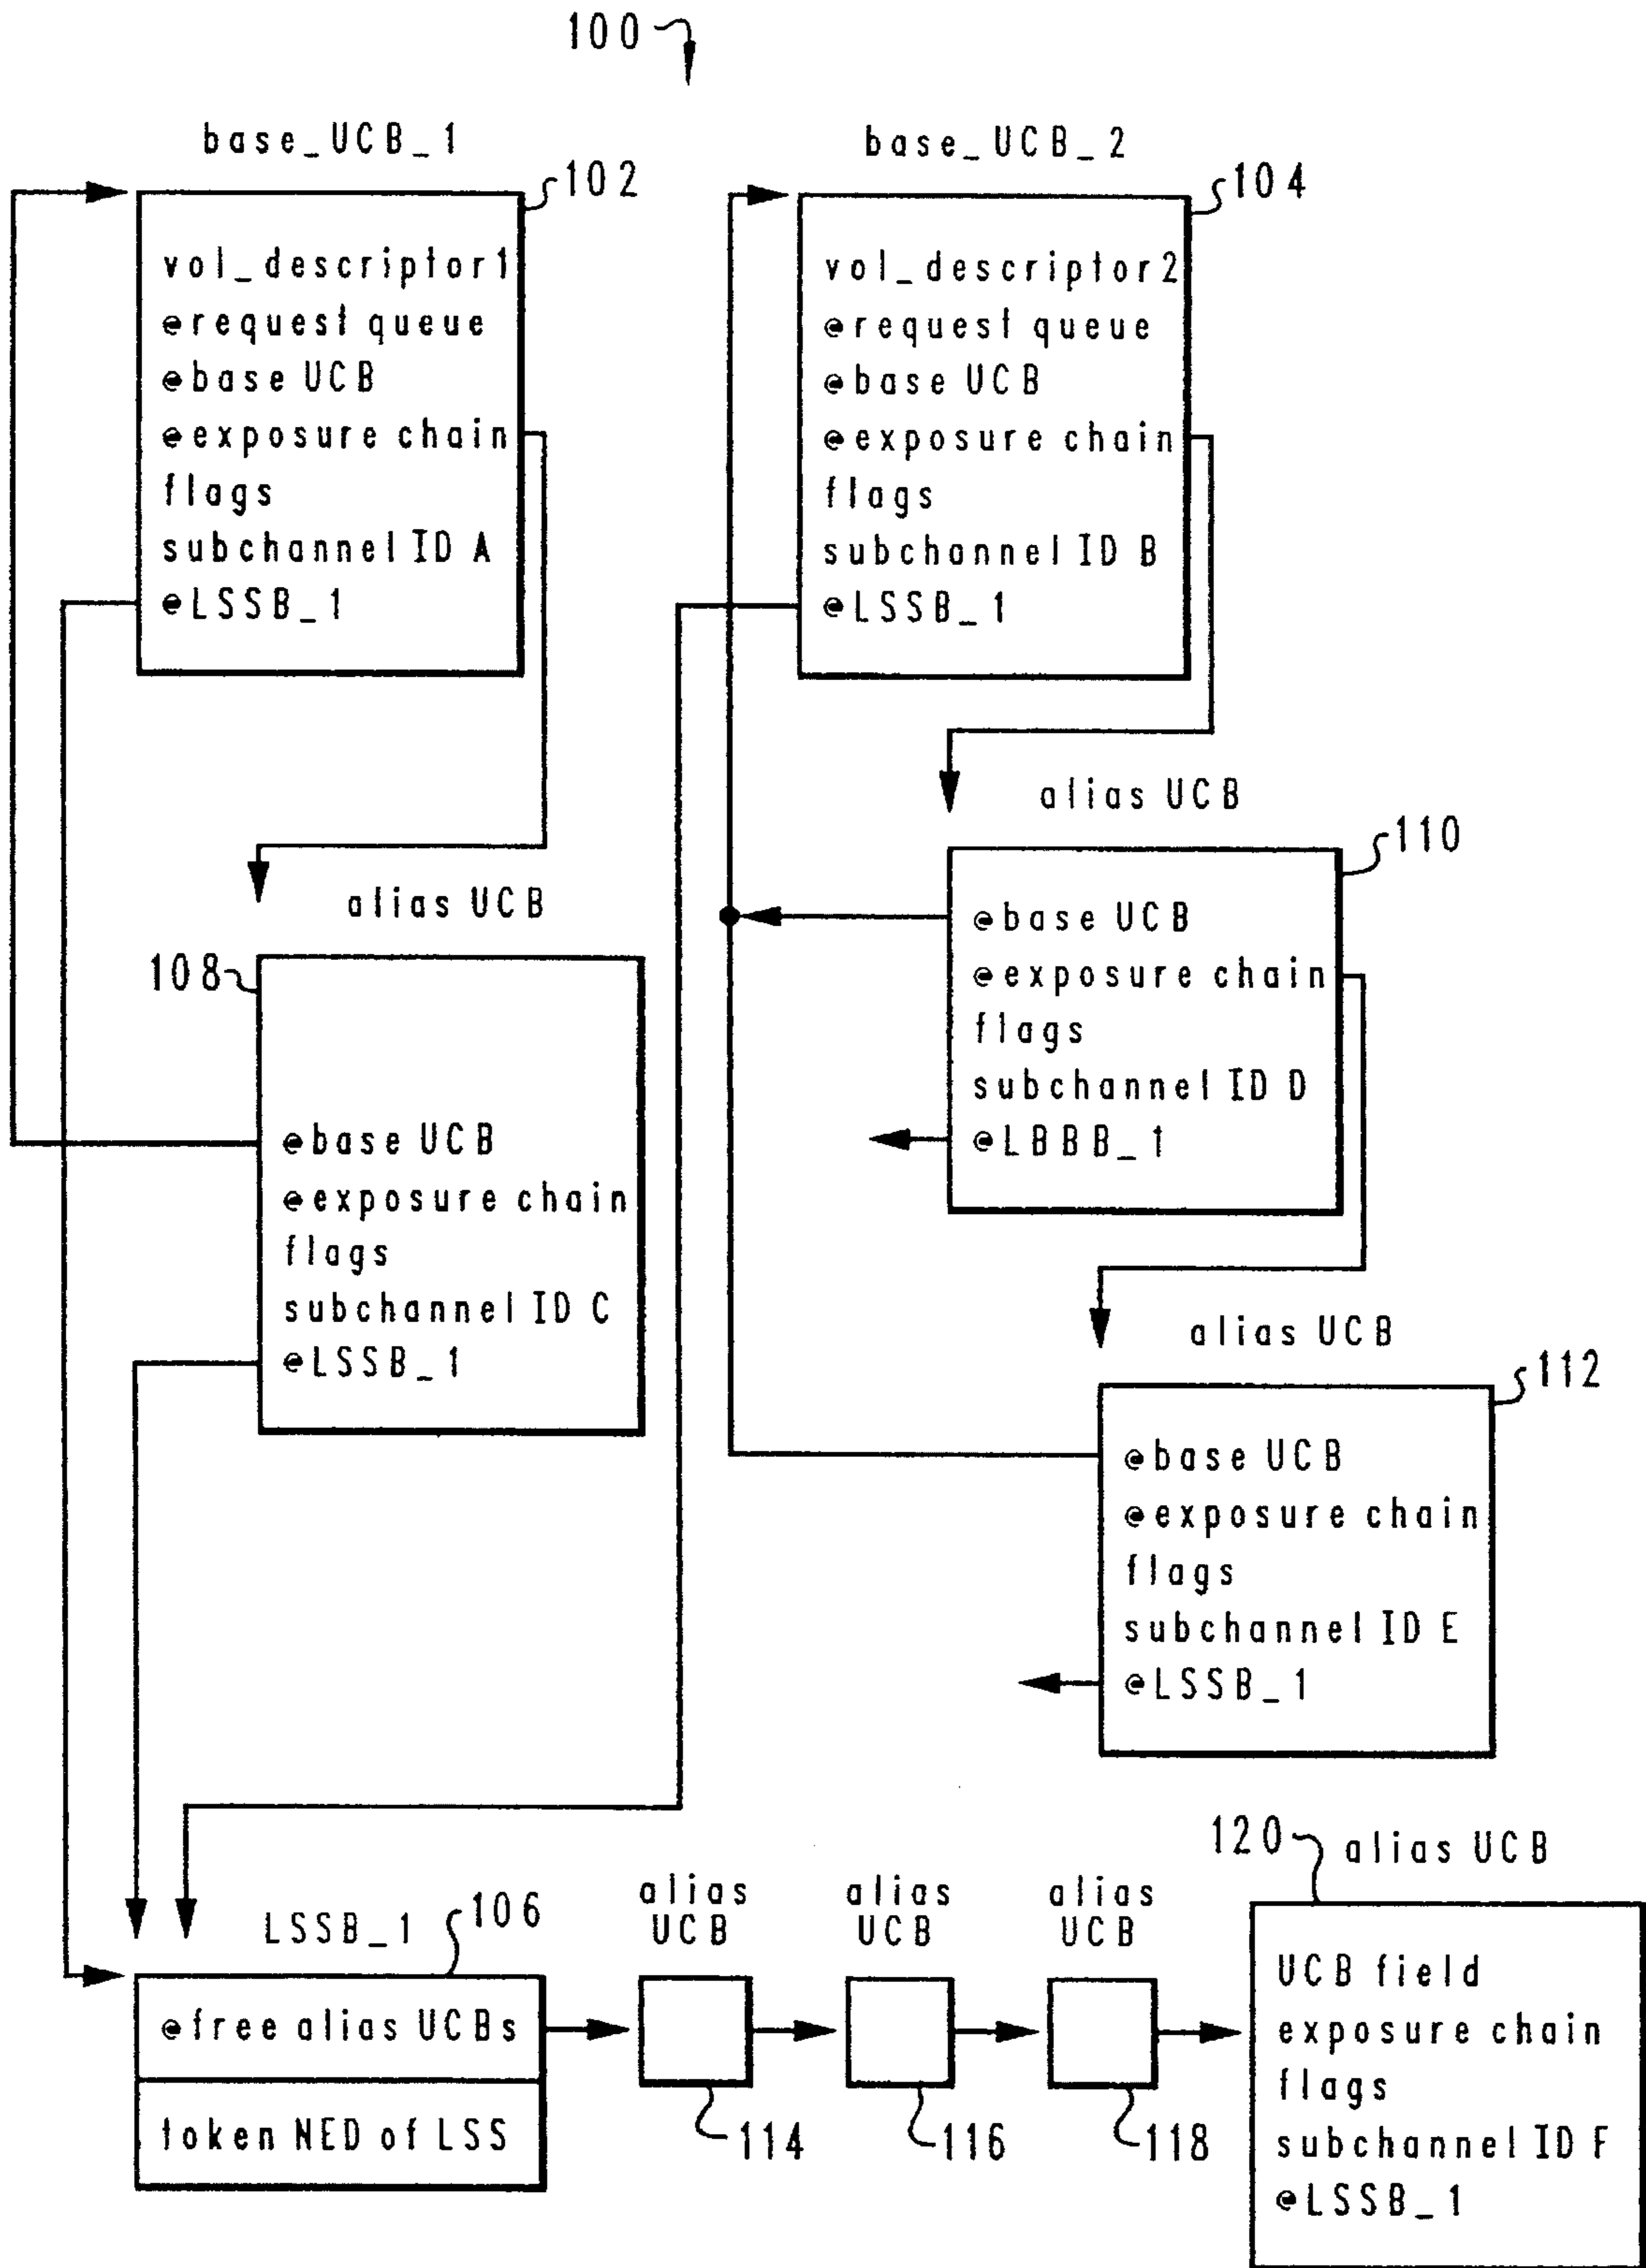 100
base_UCB_1
102
vol_descriptor1
@request queue
@base UCB
@exposure chain
flags
subchannel ID A
@LSSB_1
base_UCB_2
104
vol_descriptor2
@request queue
@base UCB
@exposure chain
flags
subchannel ID B
@LSSB_1
alias UCB
108
@base UCB
@exposure chain
flags
subchannel ID C
@LSSB_1
alias UCB
110
@base UCB
@exposure chain
flags
subchannel ID D
@LBBB_1
alias UCB
112
@base UCB
@exposure chain
flags
subchannel ID E
@LSSB_1
LSSB_1
106
@free alias UCBs
token NED of LSS
alias
UCB
114
alias
UCB
116
alias
UCB
118
120
alias UCB
UCB field
exposure chain
flags
subchannel ID F
@LSSB_1